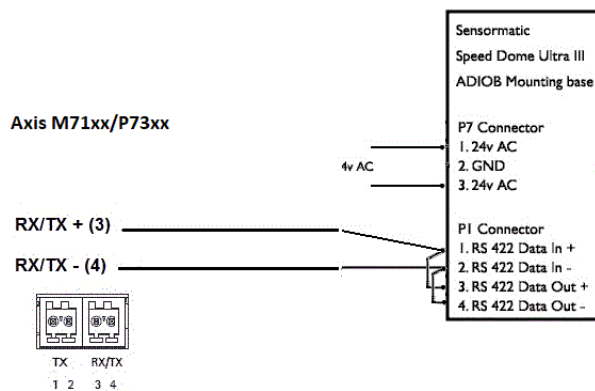 Sensormatic
Speed Dome Ultra III
ADIOB Mounting base
Axis M71xx/P73xx
P7 Connector
1. 24v AC
4v AC
2. GND
3. 24v AC
RX/TX + (3)
P1 Connector
1. RS 422 Data In +
RX/TX - (4)
2. RS 422 Data In -
3. RS 422 Data Out +
4. RS 422 Data Out -
TX RX/TX
1 2 3 4